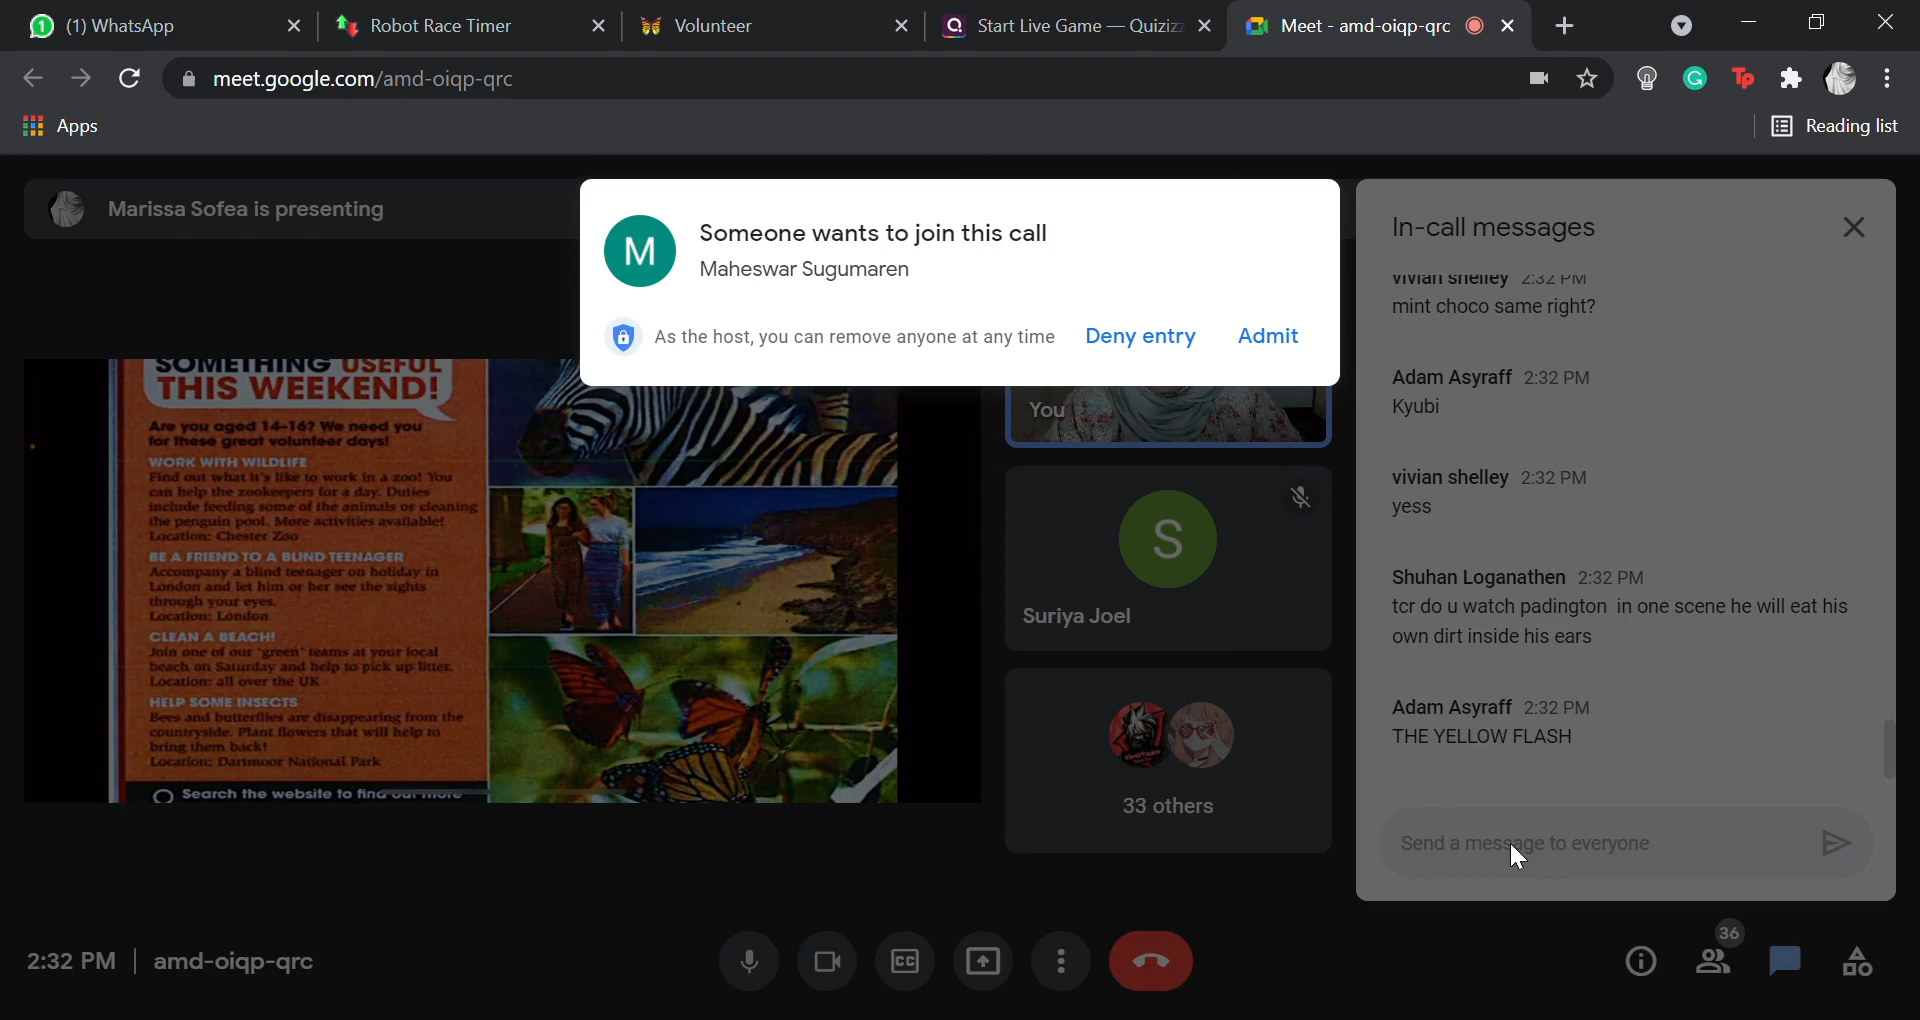 (1) WhatsApp
Robot Race Timer
Volunteer
Start Live Game — Quiziz
Meet - amd-oiqp-qrc
meet.google.com/amd-oiqp-qrc
Apps
Reading list
Marissa Sofea is presenting
M
Someone wants to join this call
Maheswar Sugumaren
As the host, you can remove anyone at any time
Deny entry
Admit
SOMETHING USEFUL
THIS WEEKEND!
Are you aged 14-16? We need you
for these great volunteer days!
WORK WITH WILDLIFE
Find out what it's like to work in a zoo! You
can help the zookeepers for a day. Duties
include feeding some of the animals or cleaning
the penguin pool. More activities available!
Location: Chester Zoo
BE A FRIEND TO A BLIND TEENAGER
Accompany a blind teenager on holiday in
London and let him or her see the sights
through your eyes.
Location: London
CLEAN A BEACH!
Join one of our "green" teams at your local
beach on Saturday and help to pick up litter.
Location: all over the UK
HELP SOME INSECTS
Bees and butterflies are disappearing from the
countryside. Plant flowers that will help to
bring them back!
Location: Dartmoor National Park
Search the website to find out more
You
S
Suriya Joel
33 others
In-call messages
vivian shelley 2:32 PM
mint choco same right?
Adam Asyraff 2:32 PM
Kyubi
vivian shelley 2:32 PM
yess
Shuhan Loganathen 2:32 PM
tcr do u watch padington in one scene he will eat his
own dirt inside his ears
Adam Asyraff 2:32 PM
THE YELLOW FLASH
Send a message to everyone
2:32 PM | amd-oiqp-qrc
CC
36